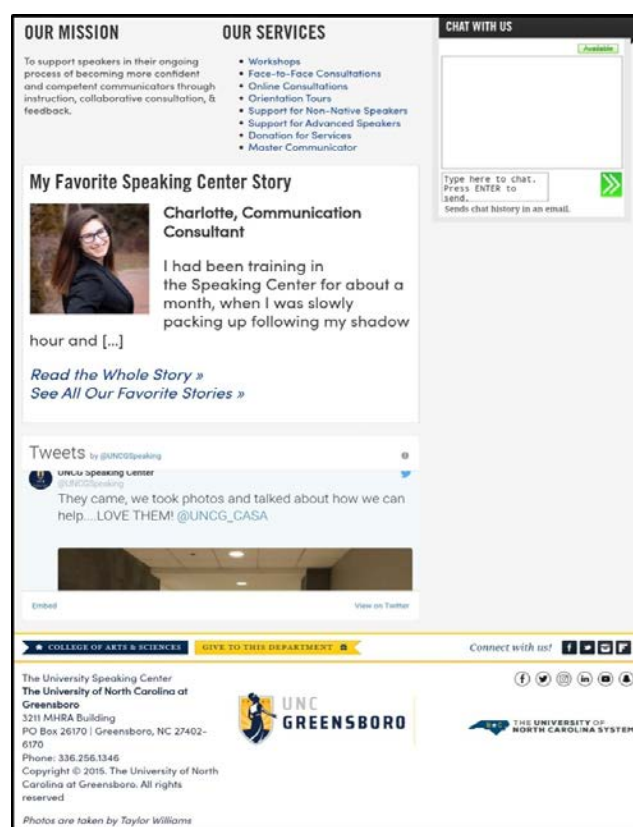 OUR MISSION
To support speakers in their ongoing
process of becoming more confident
and competent communicators through
instruction, collaborative consultation, &
feedback.
OUR SERVICES
Workshops
Face-to-Face Consultations
Online Consultations
Orientation Tours
Support for Non-Native Speakers
Support for Advanced Speakers
Donation for Services
Master Communicator
CHAT WITH US
Available
Type here to chat.
Press ENTER to
send.
Sends chat history in an email.
My Favorite Speaking Center Story
Charlotte, Communication
Consultant
I had been training in
the Speaking Center for about a
month, when I was slowly
packing up following my shadow
hour and [...]
Read the Whole Story »
See All Our Favorite Stories »
Tweets by @UNCGSpeaking
UNCG Speaking Center
@UNCGSpeaking
They came, we took photos and talked about how we can
help....LOVE THEM! @UNCG_CASA
Embed
View on Twitter
COLLEGE OF ARTS & SCIENCES
GIVE TO THIS DEPARTMENT
Connect with us!
The University Speaking Center
The University of North Carolina at
Greensboro
3211 MHRA Building
PO Box 26170 | Greensboro, NC 27402-
6170
Phone: 336.256.1346
Copyright © 2015. The University of North
Carolina at Greensboro. All rights
reserved
Photos are taken by Taylor Williams
UNC
GREENSBORO
THE UNIVERSITY OF
NORTH CAROLINA SYSTEM